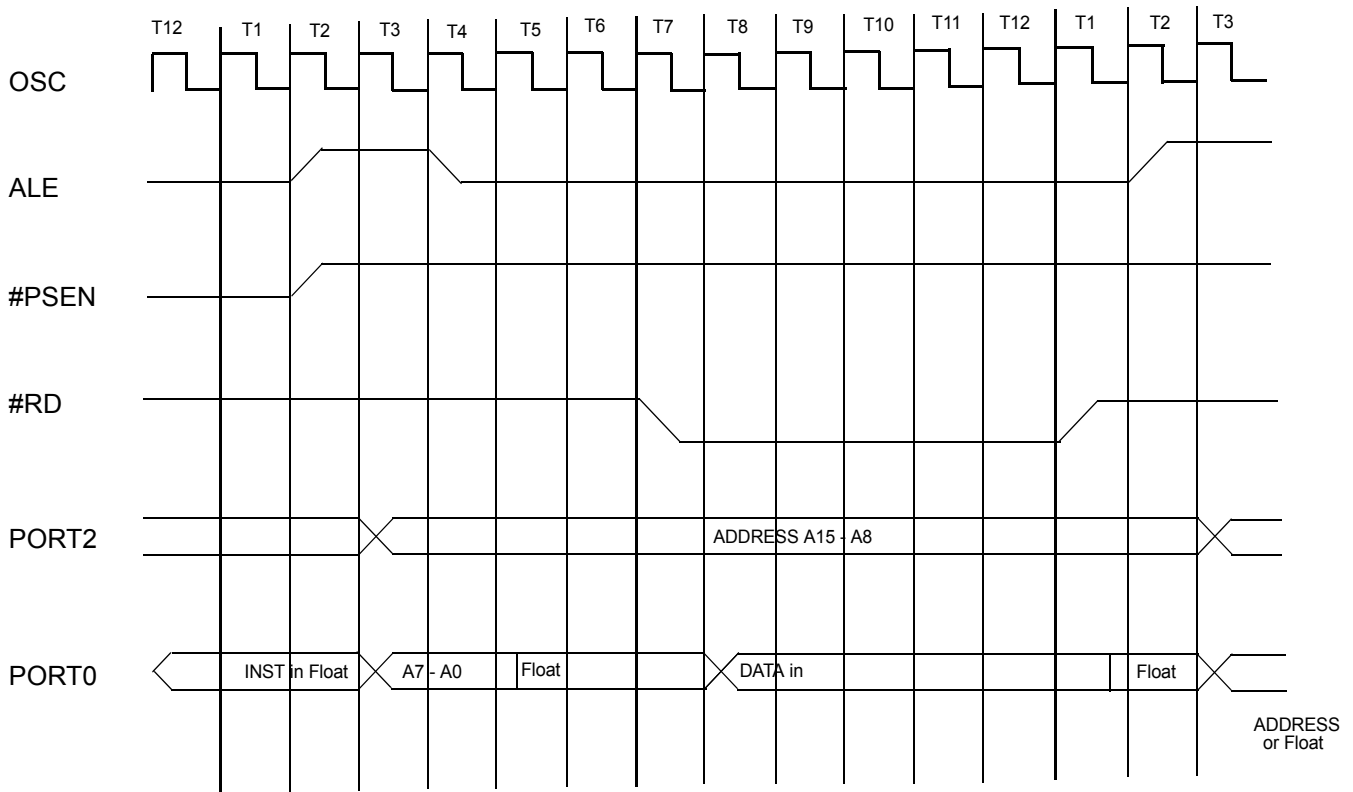 T12 T1 T2 T3 T4 T5 T6 T7 T8 T9 T10 T11 T12 T1 T2 T3
OSC
ALE
#PSEN
#RD
PORT2 ADDRESS A15 - A8
PORT0 INST in Float A7 - A0 Float DATA in Float
ADDRESS
or Float